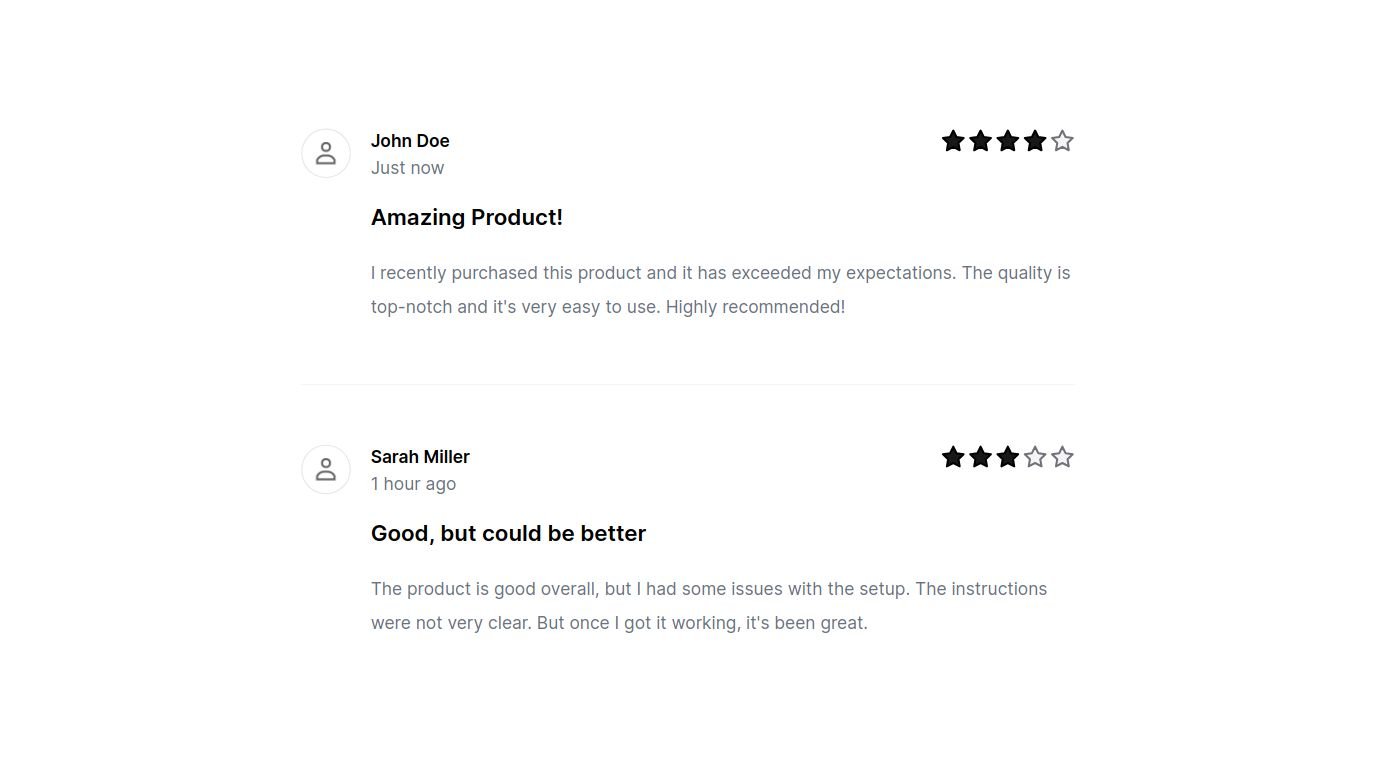 John Doe
Just now
Amazing Product!
I recently purchased this product and it has exceeded my expectations. The quality is
top-notch and it's very easy to use. Highly recommended!
Sarah Miller
1 hour ago
Good, but could be better
The product is good overall, but I had some issues with the setup. The instructions
were not very clear. But once I got it working, it's been great.